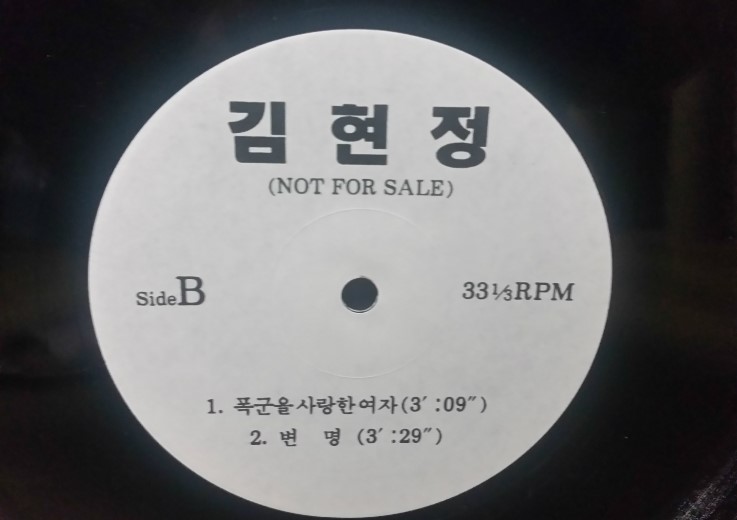 김 현 정
(NOT FOR SALE)
Side B
33⅓RPM
1. 폭군을사랑한여자(3′:09″)
2. 변 명 (3′:29″)